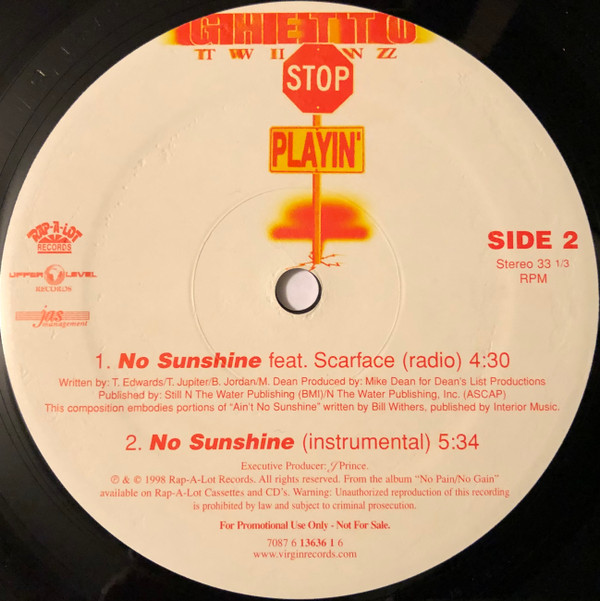 GHETTO
TWIINZ
STOP
PLAYIN'
RAP-A-LOT
RECORDS
UPPER LEVEL
RECORDS
jas
management
SIDE 2
Stereo 33 1/3
RPM
1. No Sunshine feat. Scarface (radio) 4:30
Written by: T. Edwards/T. Jupiter/B. Jordan/M. Dean Produced by: Mike Dean for Dean's List Productions
Published by: Still N The Water Publishing (BMI)/N The Water Publishing, Inc. (ASCAP)
This composition embodies portions of "Ain't No Sunshine" written by Bill Withers, published by Interior Music.
2. No Sunshine (instrumental) 5:34
Executive Producer: J Prince.
℗ & © 1998 Rap-A-Lot Records. All rights reserved. From the album "No Pain/No Gain"
available on Rap-A-Lot Cassettes and CD's. Warning: Unauthorized reproduction of this recording
is prohibited by law and subject to criminal prosecution.
For Promotional Use Only - Not For Sale.
7087 6 13636 1 6
www.virginrecords.com